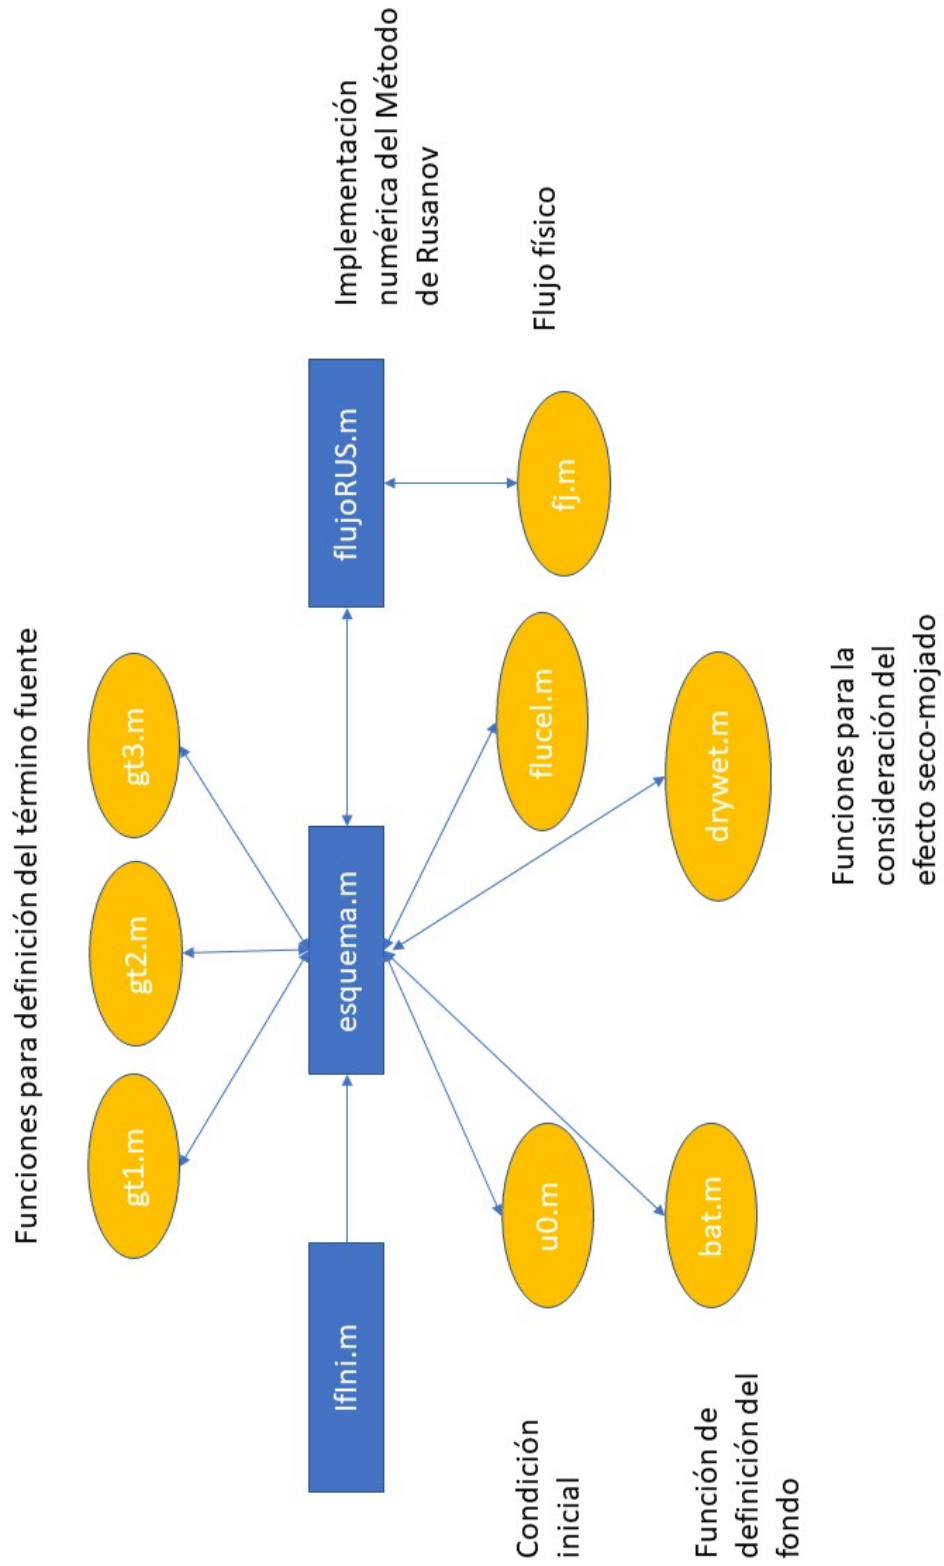 Funciones para definición del término fuente
gt1.m
gt2.m
gt3.m
lfIni.m
esquema.m
flujoRUS.m
Implementación
numérica del Método
de Rusanov
Condición
inicial
u0.m
flucel.m
fj.m
Flujo físico
Función de
definición del
fondo
bat.m
drywet.m
Funciones para la
consideración del
efecto seco-mojado